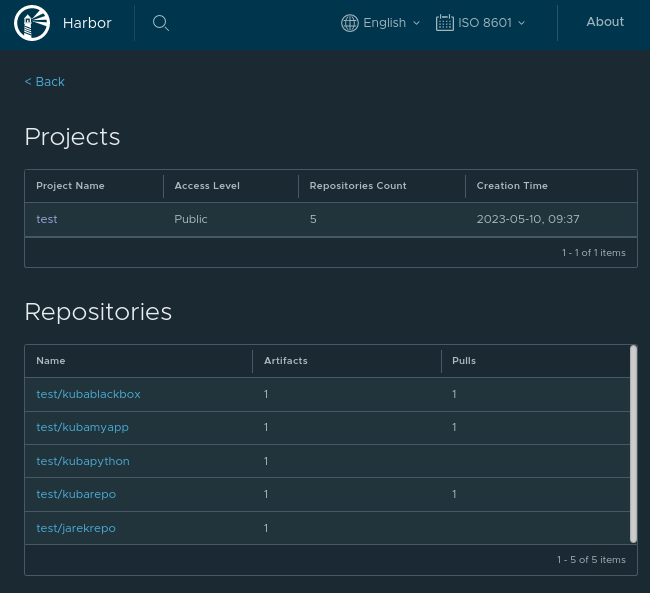 Harbor English ISO 8601 About
< Back
Projects
Project Name Access Level Repositories Count Creation Time
test Public 5 2023-05-10, 09:37
1 - 1 of 1 items
Repositories
Name Artifacts Pulls
test/kubablackbox 1 1
test/kubamyapp 1 1
test/kubapython 1
test/kubarepo 1 1
test/jarekrepo 1
1 - 5 of 5 items